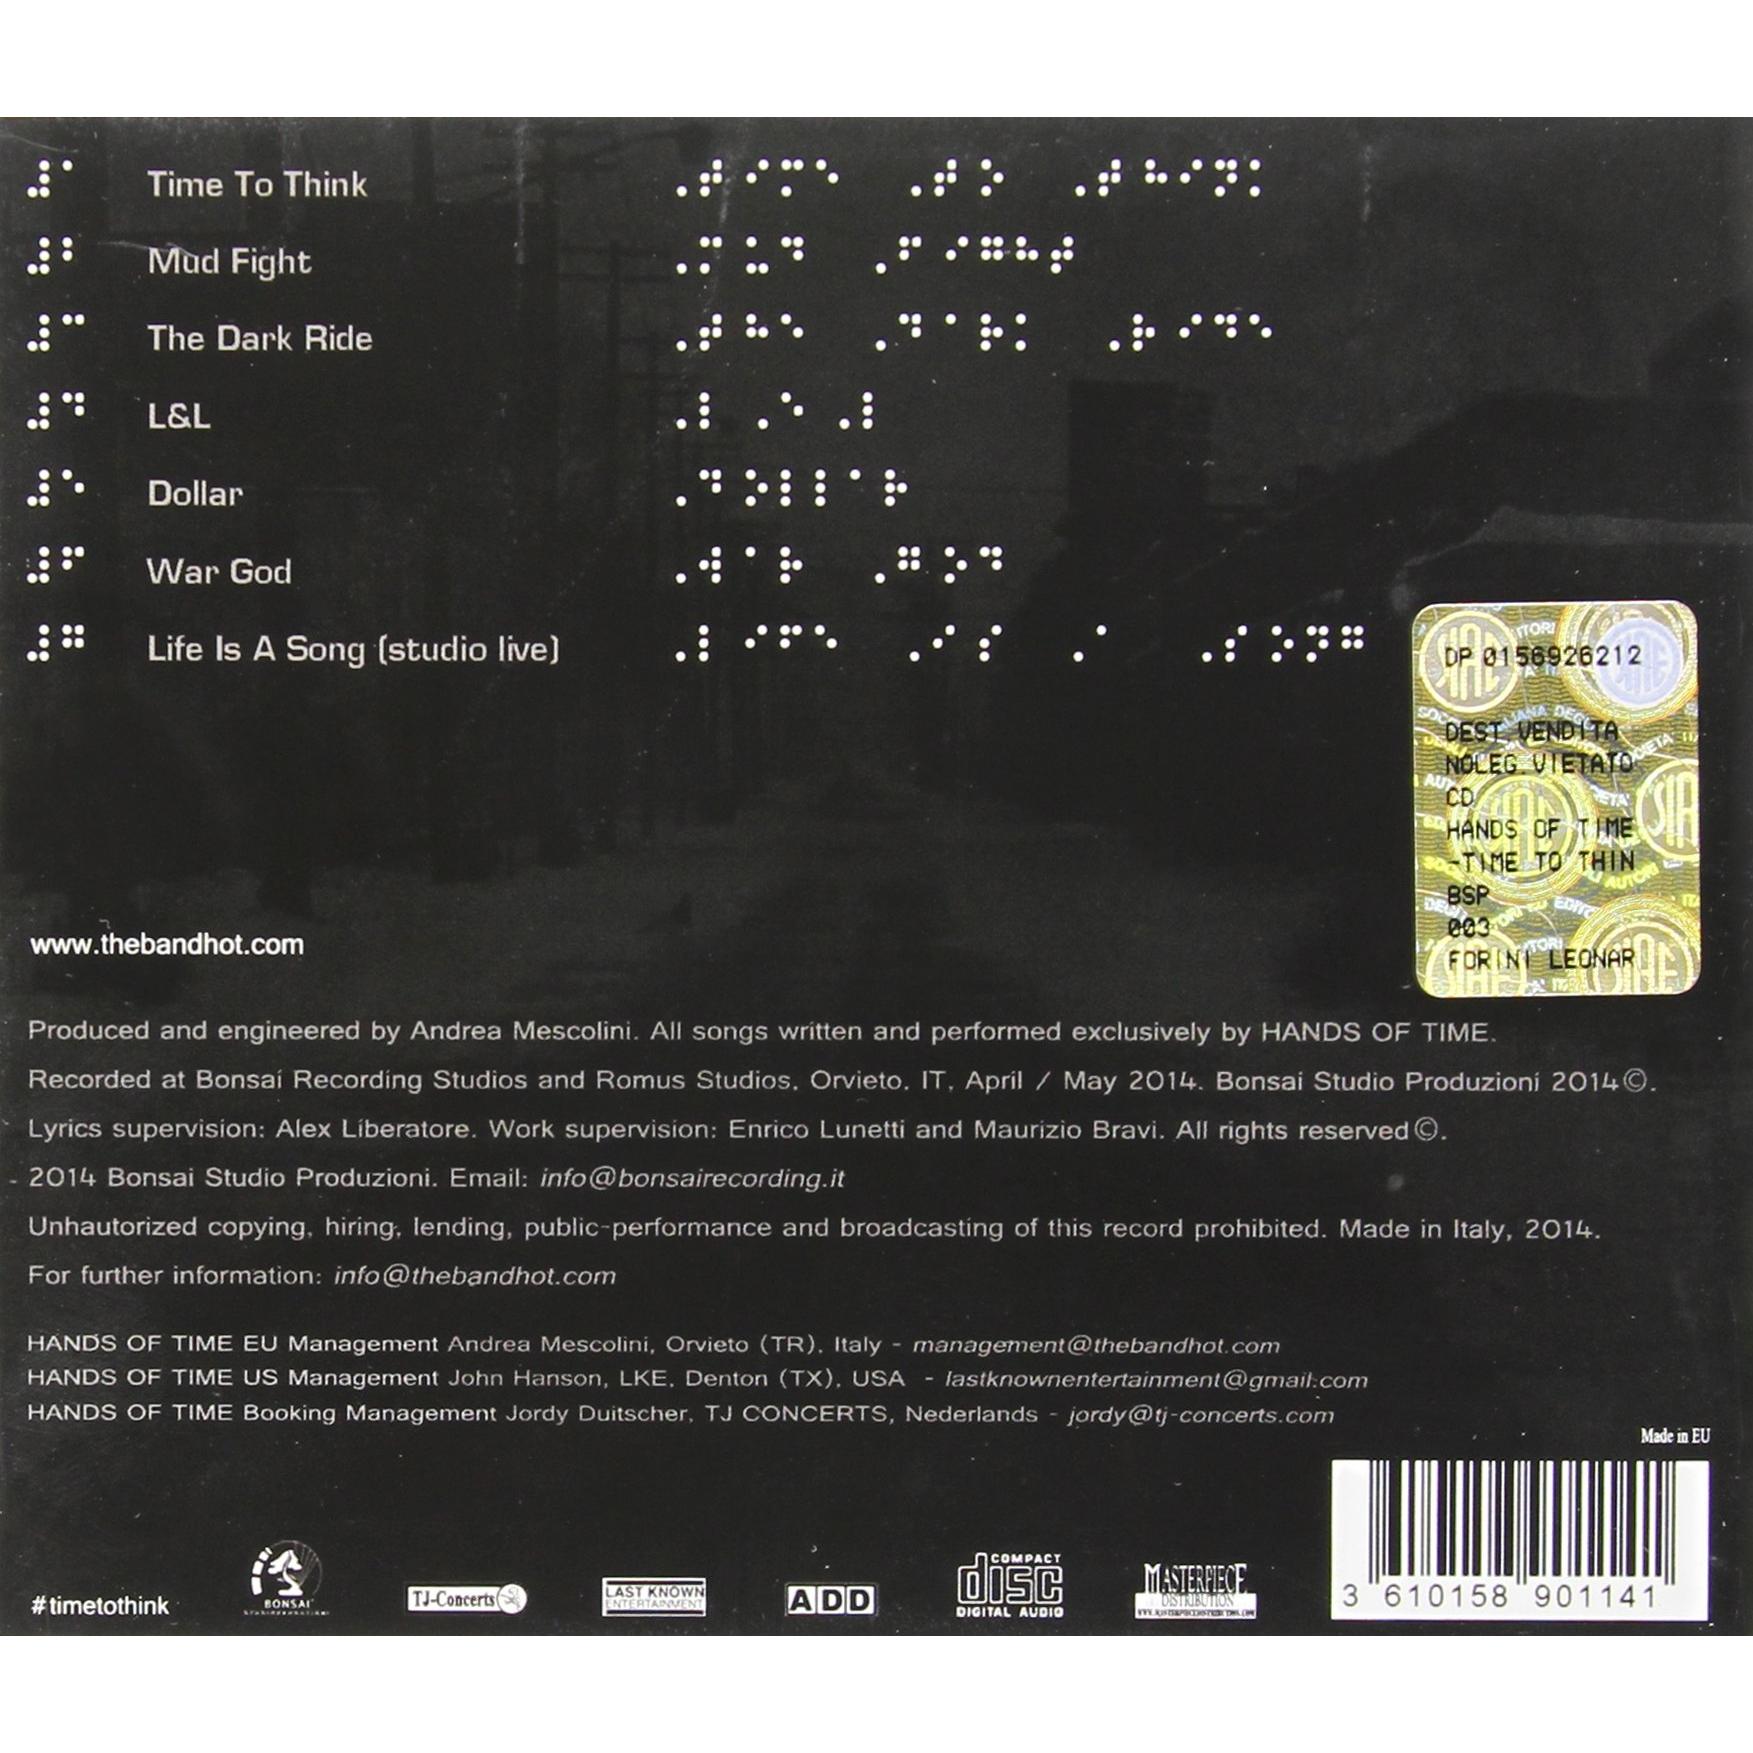 ⠼⠁ Time To Think ⠠⠞⠊⠍⠑ ⠠⠞⠕ ⠠⠞⠓⠊⠝⠅
⠼⠃ Mud Fight ⠠⠍⠥⠙ ⠠⠋⠊⠛⠓⠞
⠼⠉ The Dark Ride ⠠⠞⠓⠑ ⠠⠙⠁⠗⠅ ⠠⠗⠊⠙⠑
⠼⠙ L&L ⠠⠇ ⠠⠑ ⠠⠇
⠼⠑ Dollar ⠠⠙⠕⠇⠇⠁⠗
⠼⠋ War God ⠠⠺⠁⠗ ⠠⠛⠕⠙
⠼⠛ Life Is A Song (studio live) ⠠⠇⠊⠋⠑ ⠠⠊⠎ ⠠⠁ ⠠⠎⠕⠝⠛
DP 0156926212
DEST.VENDITA
NOLEG.VIETATO
CD
HANDS OF TIME
-TIME TO THIN
BSP
003
FORINI LEONAR
www.thebandhot.com
Produced and engineered by Andrea Mescolini. All songs written and performed exclusively by HANDS OF TIME.
Recorded at Bonsai Recording Studios and Romus Studios, Orvieto, IT, April / May 2014. Bonsai Studio Produzioni 2014©.
Lyrics supervision: Alex Liberatore. Work supervision: Enrico Lunetti and Maurizio Bravi. All rights reserved©.
2014 Bonsai Studio Produzioni. Email: info@bonsairecording.it
Unhautorized copying, hiring, lending, public-performance and broadcasting of this record prohibited. Made in Italy, 2014.
For further information: info@thebandhot.com
HANDS OF TIME EU Management Andrea Mescolini, Orvieto (TR), Italy - management@thebandhot.com
HANDS OF TIME US Management John Hanson, LKE, Denton (TX), USA - lastknownentertainment@gmail.com
HANDS OF TIME Booking Management Jordy Duitscher, TJ CONCERTS, Nederlands - jordy@tj-concerts.com
Made in EU
#timetothink
BONSAI
TJ-Concerts
LAST KNOWN
ENTERTAINMENT
ADD
COMPACT
disc
DIGITAL AUDIO
MASTERPIECE
DISTRIBUTION
3 610158 901141